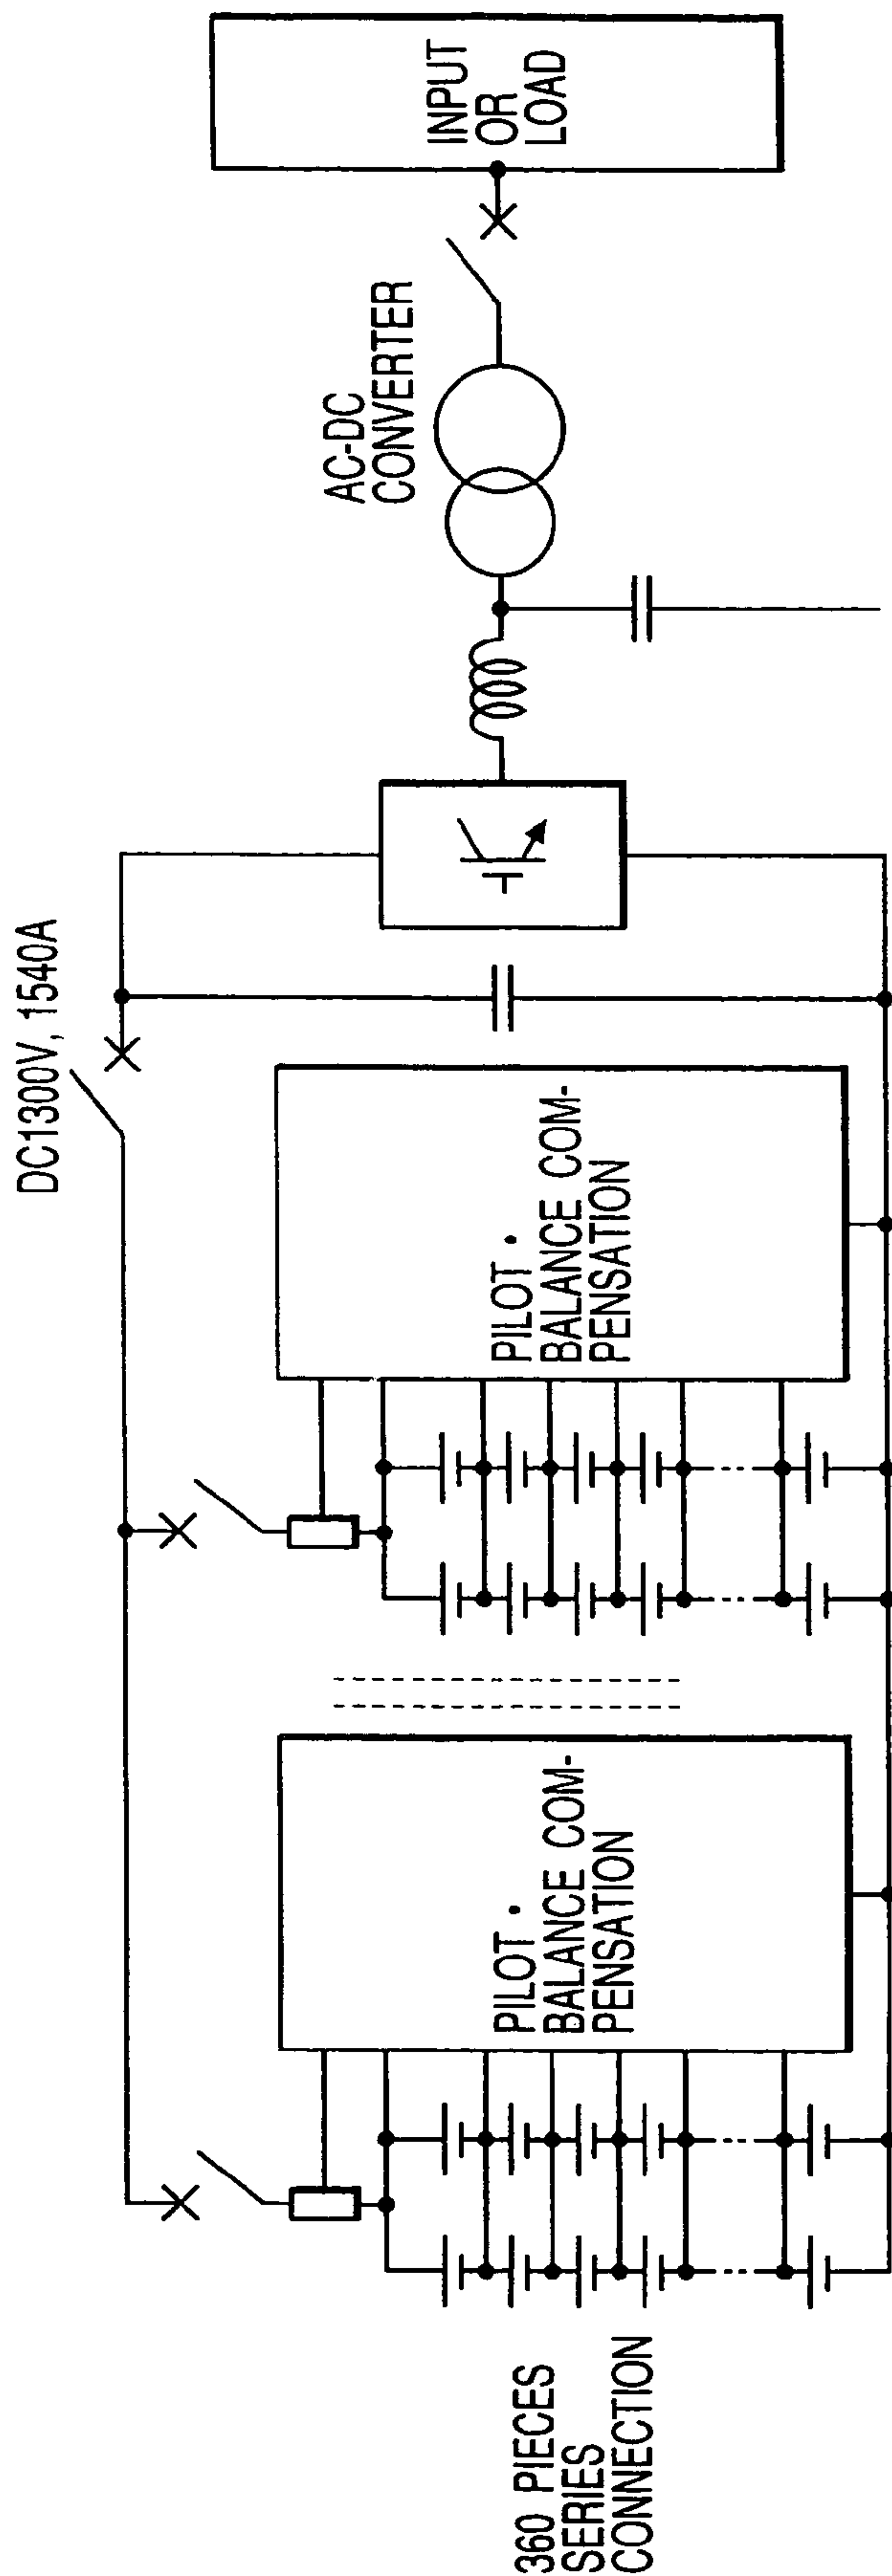 DC1300V, 1540A
360 PIECES
SERIES
CONNECTION
PILOT ·
BALANCE COM-
PENSATION
PILOT ·
BALANCE COM-
PENSATION
AC-DC
CONVERTER
INPUT
OR
LOAD